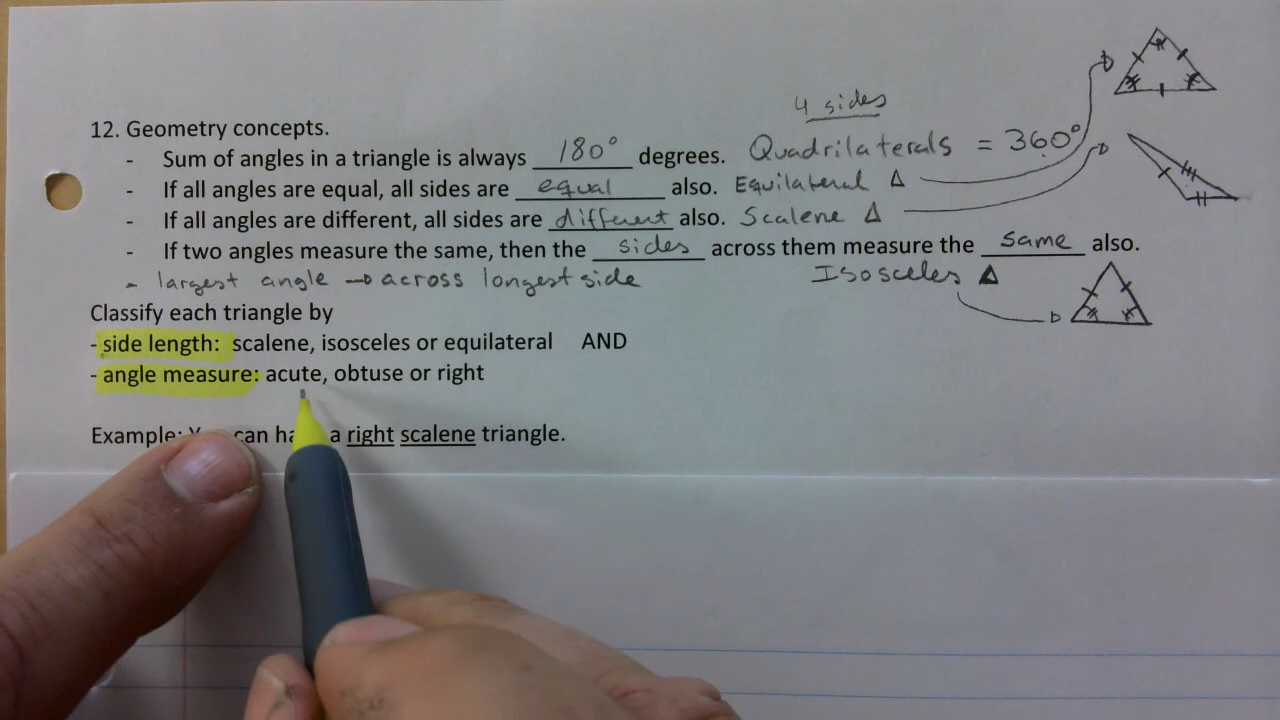 4 sides
12. Geometry concepts.
- Sum of angles in a triangle is always 180° degrees. Quadrilaterals = 360°
- If all angles are equal, all sides are equal also. Equilateral Δ
- If all angles are different, all sides are different also. Scalene Δ
- If two angles measure the same, then the sides across them measure the same also.
- largest angle → across longest side Isosceles Δ
Classify each triangle by
- side length: scalene, isosceles or equilateral AND
- angle measure: acute, obtuse or right
Example: can a right scalene triangle.